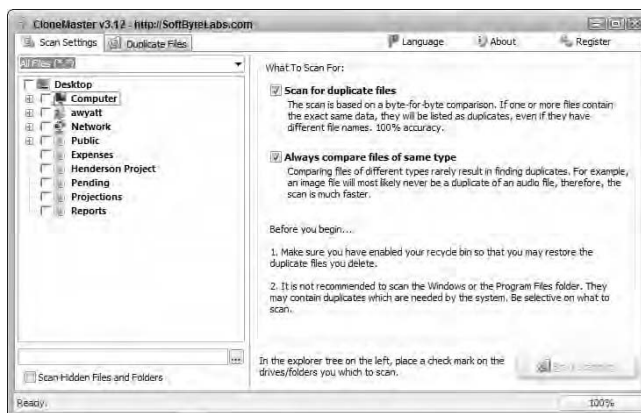 CloneMaster v3.12 - http://SoftByteLabs.com
Scan Settings
Duplicate Files
Language
About
Register
All Files (*.*)
Desktop
Computer
awyatt
Network
Public
Expenses
Henderson Project
Pending
Projections
Reports
What To Scan For:
Scan for duplicate files
The scan is based on a byte-for-byte comparison. If one or more files contain
the exact same data, they will be listed as duplicates, even if they have
different file names. 100% accuracy.
Always compare files of same type
Comparing files of different types rarely result in finding duplicates. For example,
an image file will most likely never be a duplicate of an audio file, therefore, the
scan is much faster.
Before you begin...
1. Make sure you have enabled your recycle bin so that you may restore the
duplicate files you delete.
2. It is not recommended to scan the Windows or the Program Files folder. They
may contain duplicates which are needed by the system. Be selective on what to
scan.
...
Scan Hidden Files and Folders
In the explorer tree on the left, place a check mark on the
drives/folders you which to scan.
Ready.
100%